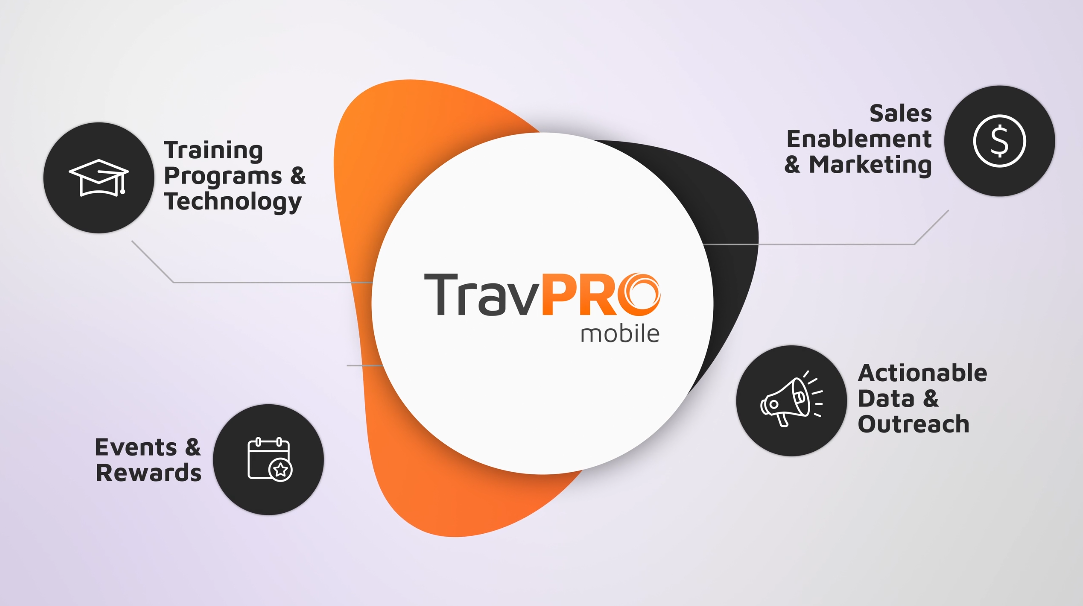 Training
Programs &
Technology
Sales
Enablement
& Marketing
TravPRO
mobile
Events &
Rewards
Actionable
Data &
Outreach